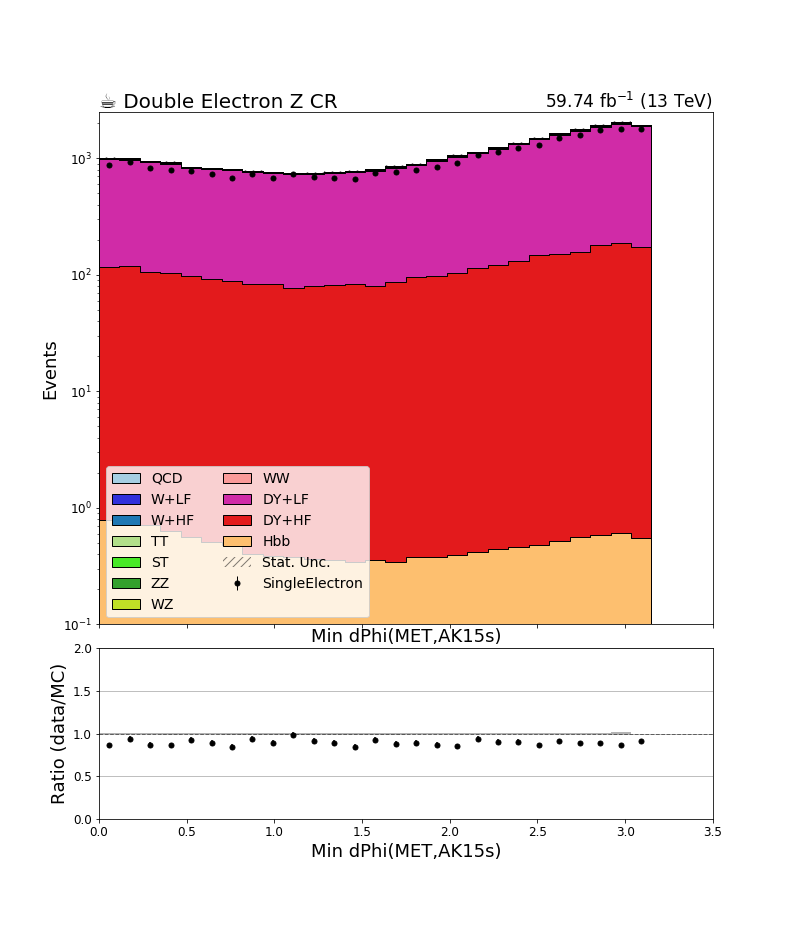 ☕ Double Electron Z CR
59.74 fb⁻¹ (13 TeV)
Events
10³
10²
10¹
10⁰
10⁻¹
QCD
W+LF
W+HF
TT
ST
ZZ
WZ
WW
DY+LF
DY+HF
Hbb
Stat. Unc.
SingleElectron
Min dPhi(MET,AK15s)
Ratio (data/MC)
2.0
1.5
1.0
0.5
0.0
0.0 0.5 1.0 1.5 2.0 2.5 3.0 3.5
Min dPhi(MET,AK15s)